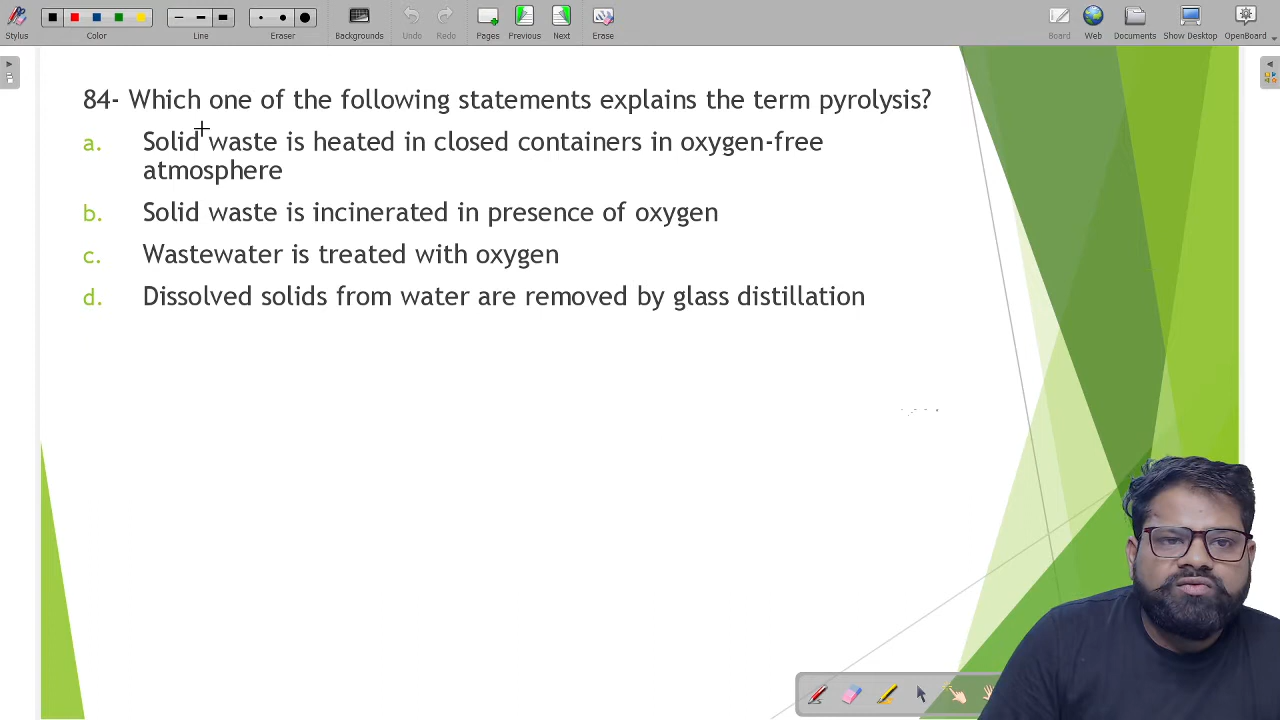 Stylus
Color
Line
Eraser
Backgrounds
Undo
Redo
Pages
Previous
Next
Erase
Board
Web
Documents
Show Desktop
OpenBoard
84- Which one of the following statements explains the term pyrolysis?
a. Solid waste is heated in closed containers in oxygen-free
atmosphere
b. Solid waste is incinerated in presence of oxygen
c. Wastewater is treated with oxygen
d. Dissolved solids from water are removed by glass distillation